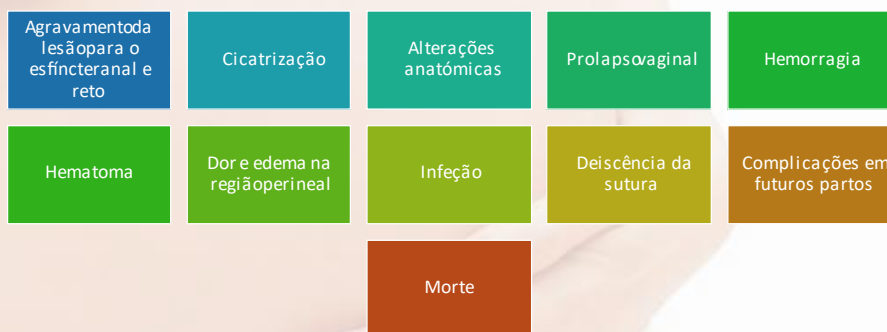 Agravamentoda
lesãopara o
esfíncteranal e
reto
Cicatrização
Alterações
anatómicas
Prolapsovaginal
Hemorragia
Hematoma
Dor e edema na
regiãoperineal
Infeção
Deiscência da
sutura
Complicações em
futuros partos
Morte